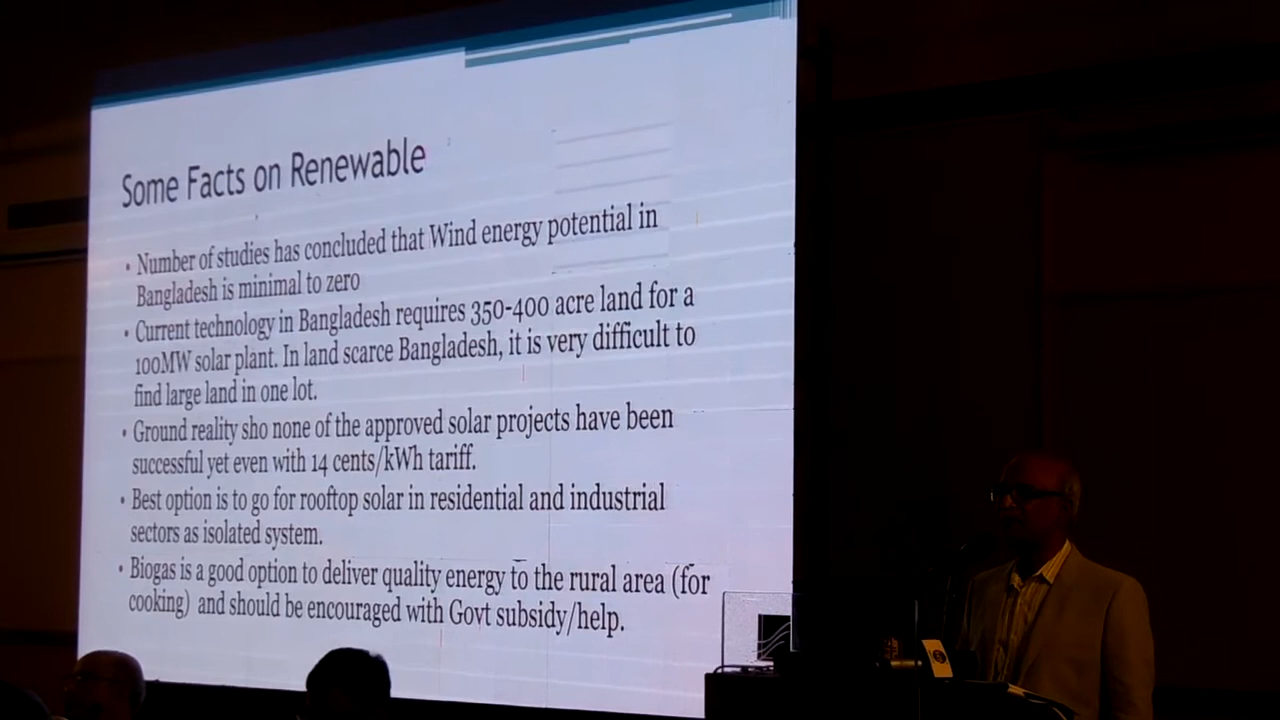 Some Facts on Renewable
• Number of studies has concluded that Wind energy potential in
Bangladesh is minimal to zero
• Current technology in Bangladesh requires 350-400 acre land for a
100MW solar plant. In land scarce Bangladesh, it is very difficult to
find large land in one lot.
• Ground reality sho none of the approved solar projects have been
successful yet even with 14 cents/kWh tariff.
• Best option is to go for rooftop solar in residential and industrial
sectors as isolated system.
• Biogas is a good option to deliver quality energy to the rural area (for
cooking) and should be encouraged with Govt subsidy/help.